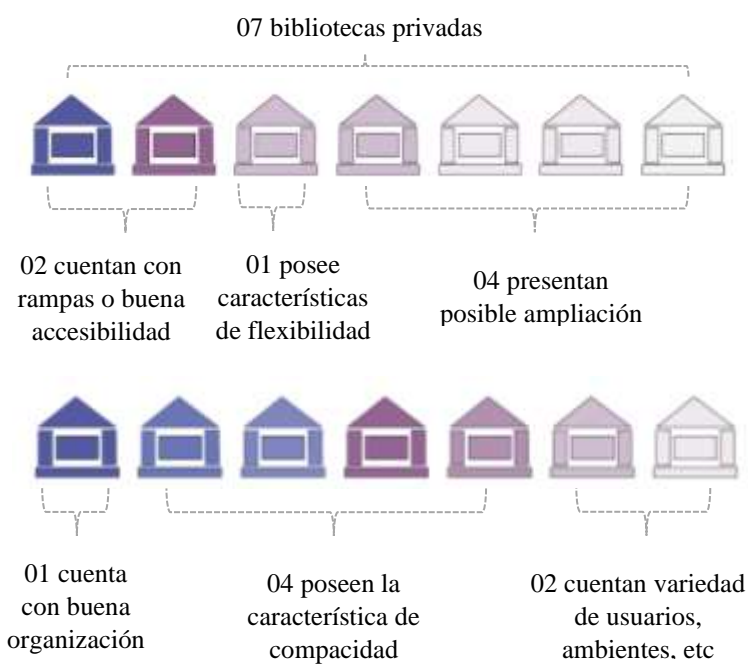 07 bibliotecas privadas
02 cuentan con
rampas o buena
accesibilidad
01 posee
características
de flexibilidad
04 presentan
posible ampliación
01 cuenta
con buena
organización
04 poseen la
característica de
compacidad
02 cuentan variedad
de usuarios,
ambientes, etc